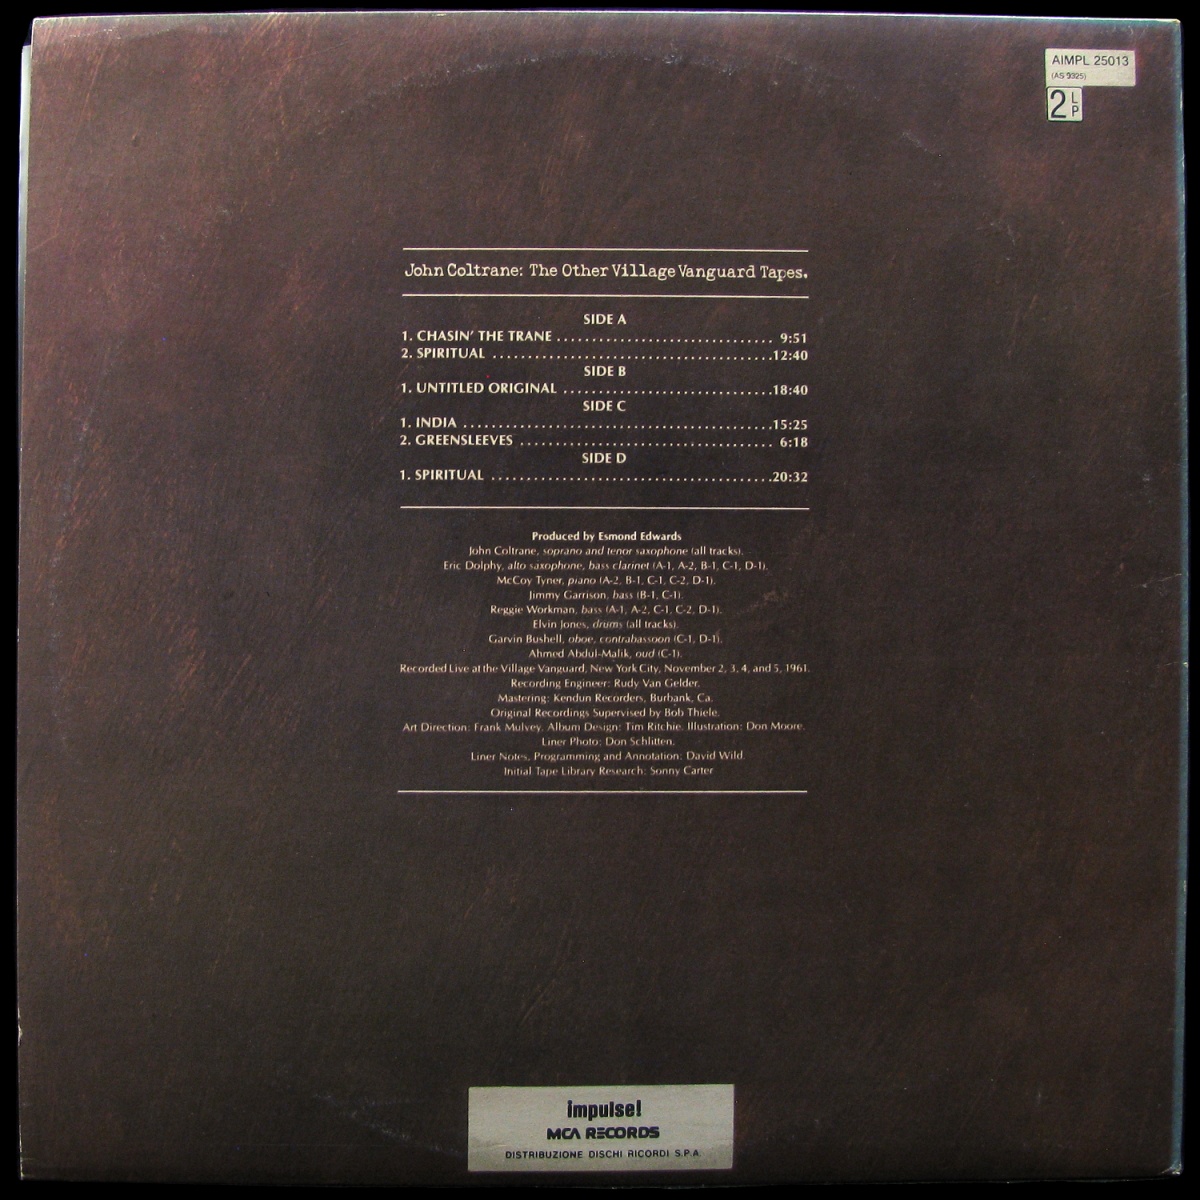 AIMPL 25013
(AS 9325)
2 LP
John Coltrane: The Other Village Vanguard Tapes.
SIDE A
1. CHASIN' THE TRANE .............................. 9:51
2. SPIRITUAL .......................................12:40
SIDE B
1. UNTITLED ORIGINAL .............................18:40
SIDE C
1. INDIA ...........................................15:25
2. GREENSLEEVES ................................... 6:18
SIDE D
1. SPIRITUAL .......................................20:32
Produced by Esmond Edwards
John Coltrane, soprano and tenor saxophone (all tracks).
Eric Dolphy, alto saxophone, bass clarinet (A-1, A-2, B-1, C-1, D-1).
McCoy Tyner, piano (A-2, B-1, C-1, C-2, D-1).
Jimmy Garrison, bass (B-1, C-1).
Reggie Workman, bass (A-1, A-2, C-1, C-2, D-1).
Elvin Jones, drums (all tracks).
Garvin Bushell, oboe, contrabassoon (C-1, D-1).
Ahmed Abdul-Malik, oud (C-1).
Recorded Live at the Village Vanguard, New York City, November 2, 3, 4, and 5, 1961.
Recording Engineer: Rudy Van Gelder.
Mastering: Kendun Recorders, Burbank, Ca.
Original Recordings Supervised by Bob Thiele.
Art Direction: Frank Mulvey. Album Design: Tim Ritchie. Illustration: Don Moore.
Liner Photo: Don Schlitten.
Liner Notes, Programming and Annotation: David Wild.
Initial Tape Library Research: Sonny Carter
impulse!
MCA RECORDS
DISTRIBUZIONE DISCHI RICORDI S.P.A.